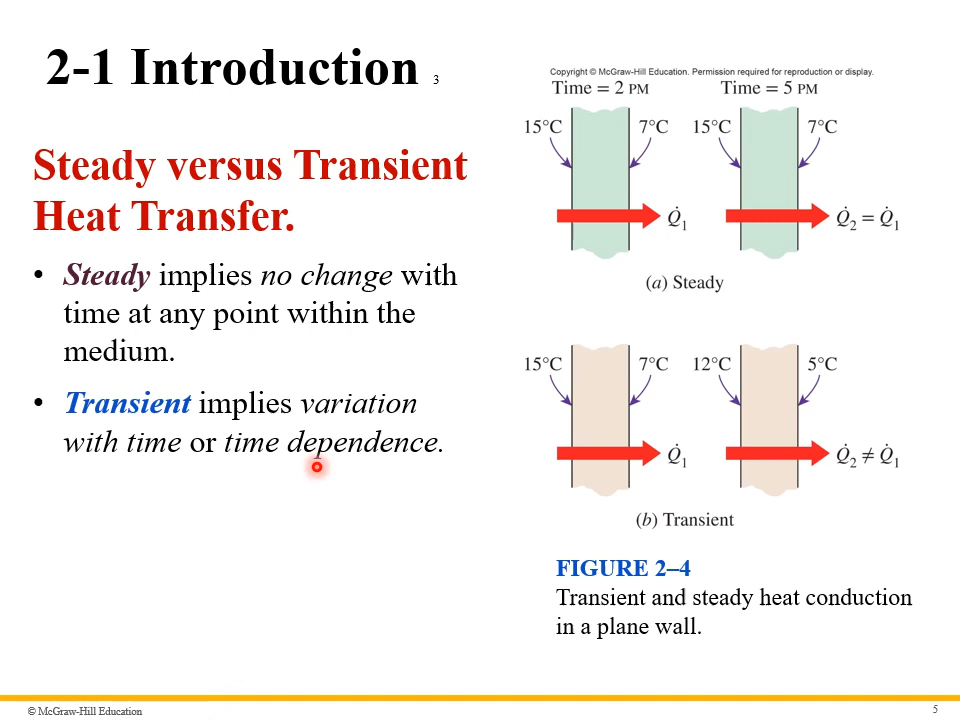 2-1 Introduction 3
Steady versus Transient
Heat Transfer.
• Steady implies no change with
time at any point within the
medium.
• Transient implies variation
with time or time dependence.
Copyright © McGraw-Hill Education. Permission required for reproduction or display.
Time = 2 PM Time = 5 PM
15°C 7°C 15°C 7°C
Q̇₁ Q̇₂ = Q̇₁
(a) Steady
15°C 7°C 12°C 5°C
Q̇₁ Q̇₂ ≠ Q̇₁
(b) Transient
FIGURE 2–4
Transient and steady heat conduction
in a plane wall.
© McGraw-Hill Education 5